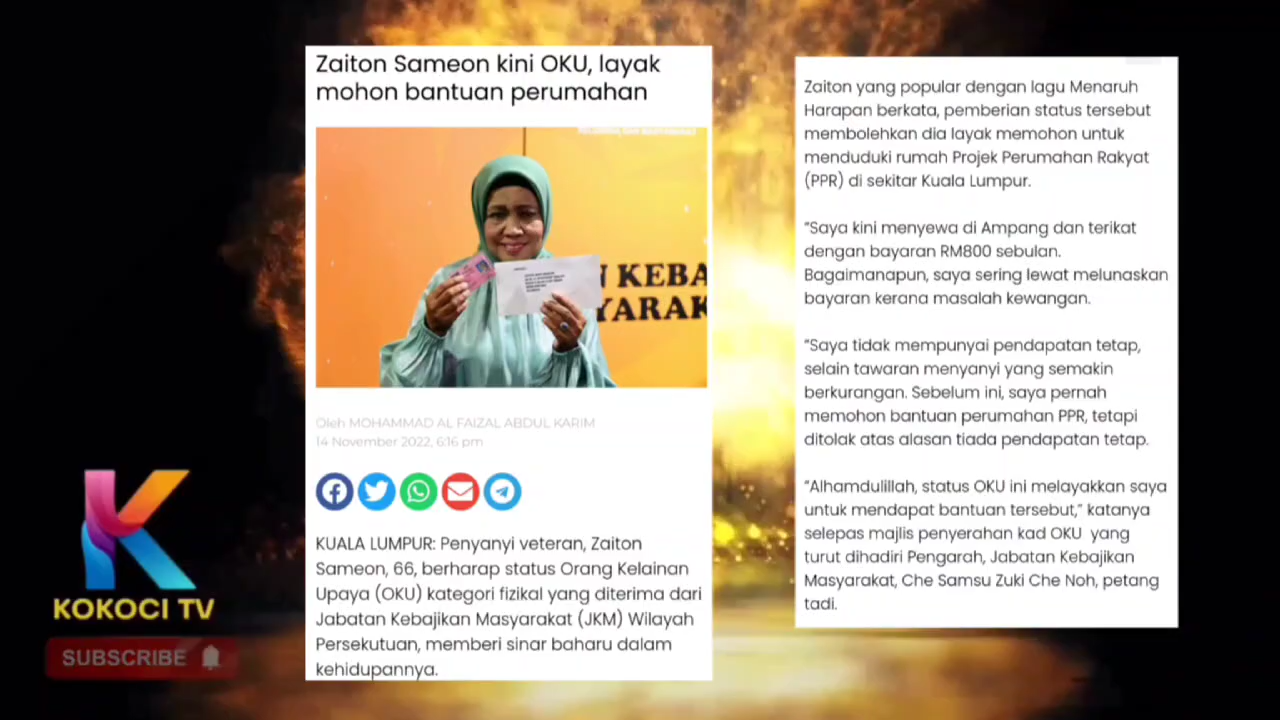 Zaiton Sameon kini OKU, layak
mohon bantuan perumahan
N KEBA
YARAK
Oleh MOHAMMAD AL FAIZAL ABDUL KARIM
14 November 2022, 6:16 pm
KUALA LUMPUR: Penyanyi veteran, Zaiton
Sameon, 66, berharap status Orang Kelainan
Upaya (OKU) kategori fizikal yang diterima dari
Jabatan Kebajikan Masyarakat (JKM) Wilayah
Persekutuan, memberi sinar baharu dalam
kehidupannya.
Zaiton yang popular dengan lagu Menaruh
Harapan berkata, pemberian status tersebut
membolehkan dia layak memohon untuk
menduduki rumah Projek Perumahan Rakyat
(PPR) di sekitar Kuala Lumpur.
“Saya kini menyewa di Ampang dan terikat
dengan bayaran RM800 sebulan.
Bagaimanapun, saya sering lewat melunaskan
bayaran kerana masalah kewangan.
“Saya tidak mempunyai pendapatan tetap,
selain tawaran menyanyi yang semakin
berkurangan. Sebelum ini, saya pernah
memohon bantuan perumahan PPR, tetapi
ditolak atas alasan tiada pendapatan tetap.
“Alhamdulillah, status OKU ini melayakkan saya
untuk mendapat bantuan tersebut,” katanya
selepas majlis penyerahan kad OKU yang
turut dihadiri Pengarah, Jabatan Kebajikan
Masyarakat, Che Samsu Zuki Che Noh, petang
tadi.
KOKOCI TV
SUBSCRIBE